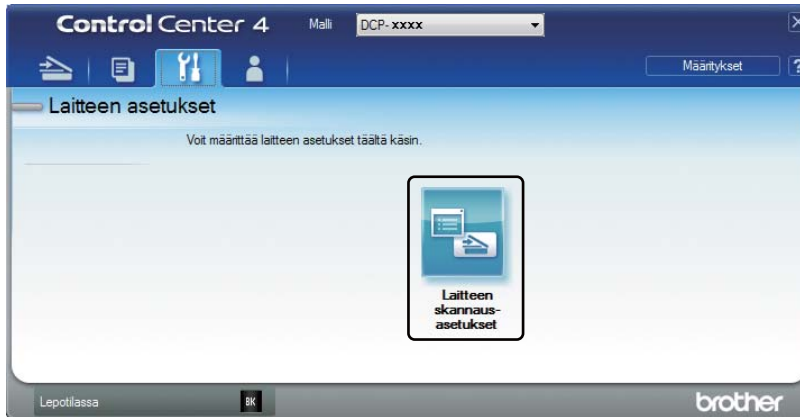 Control Center 4
Malli
DCP-xxxx
Määritykset
?
Laitteen asetukset
Voit määrittää laitteen asetukset täältä käsin.
Laitteen
skannaus-
asetukset
Lepotilassa
BK
brother